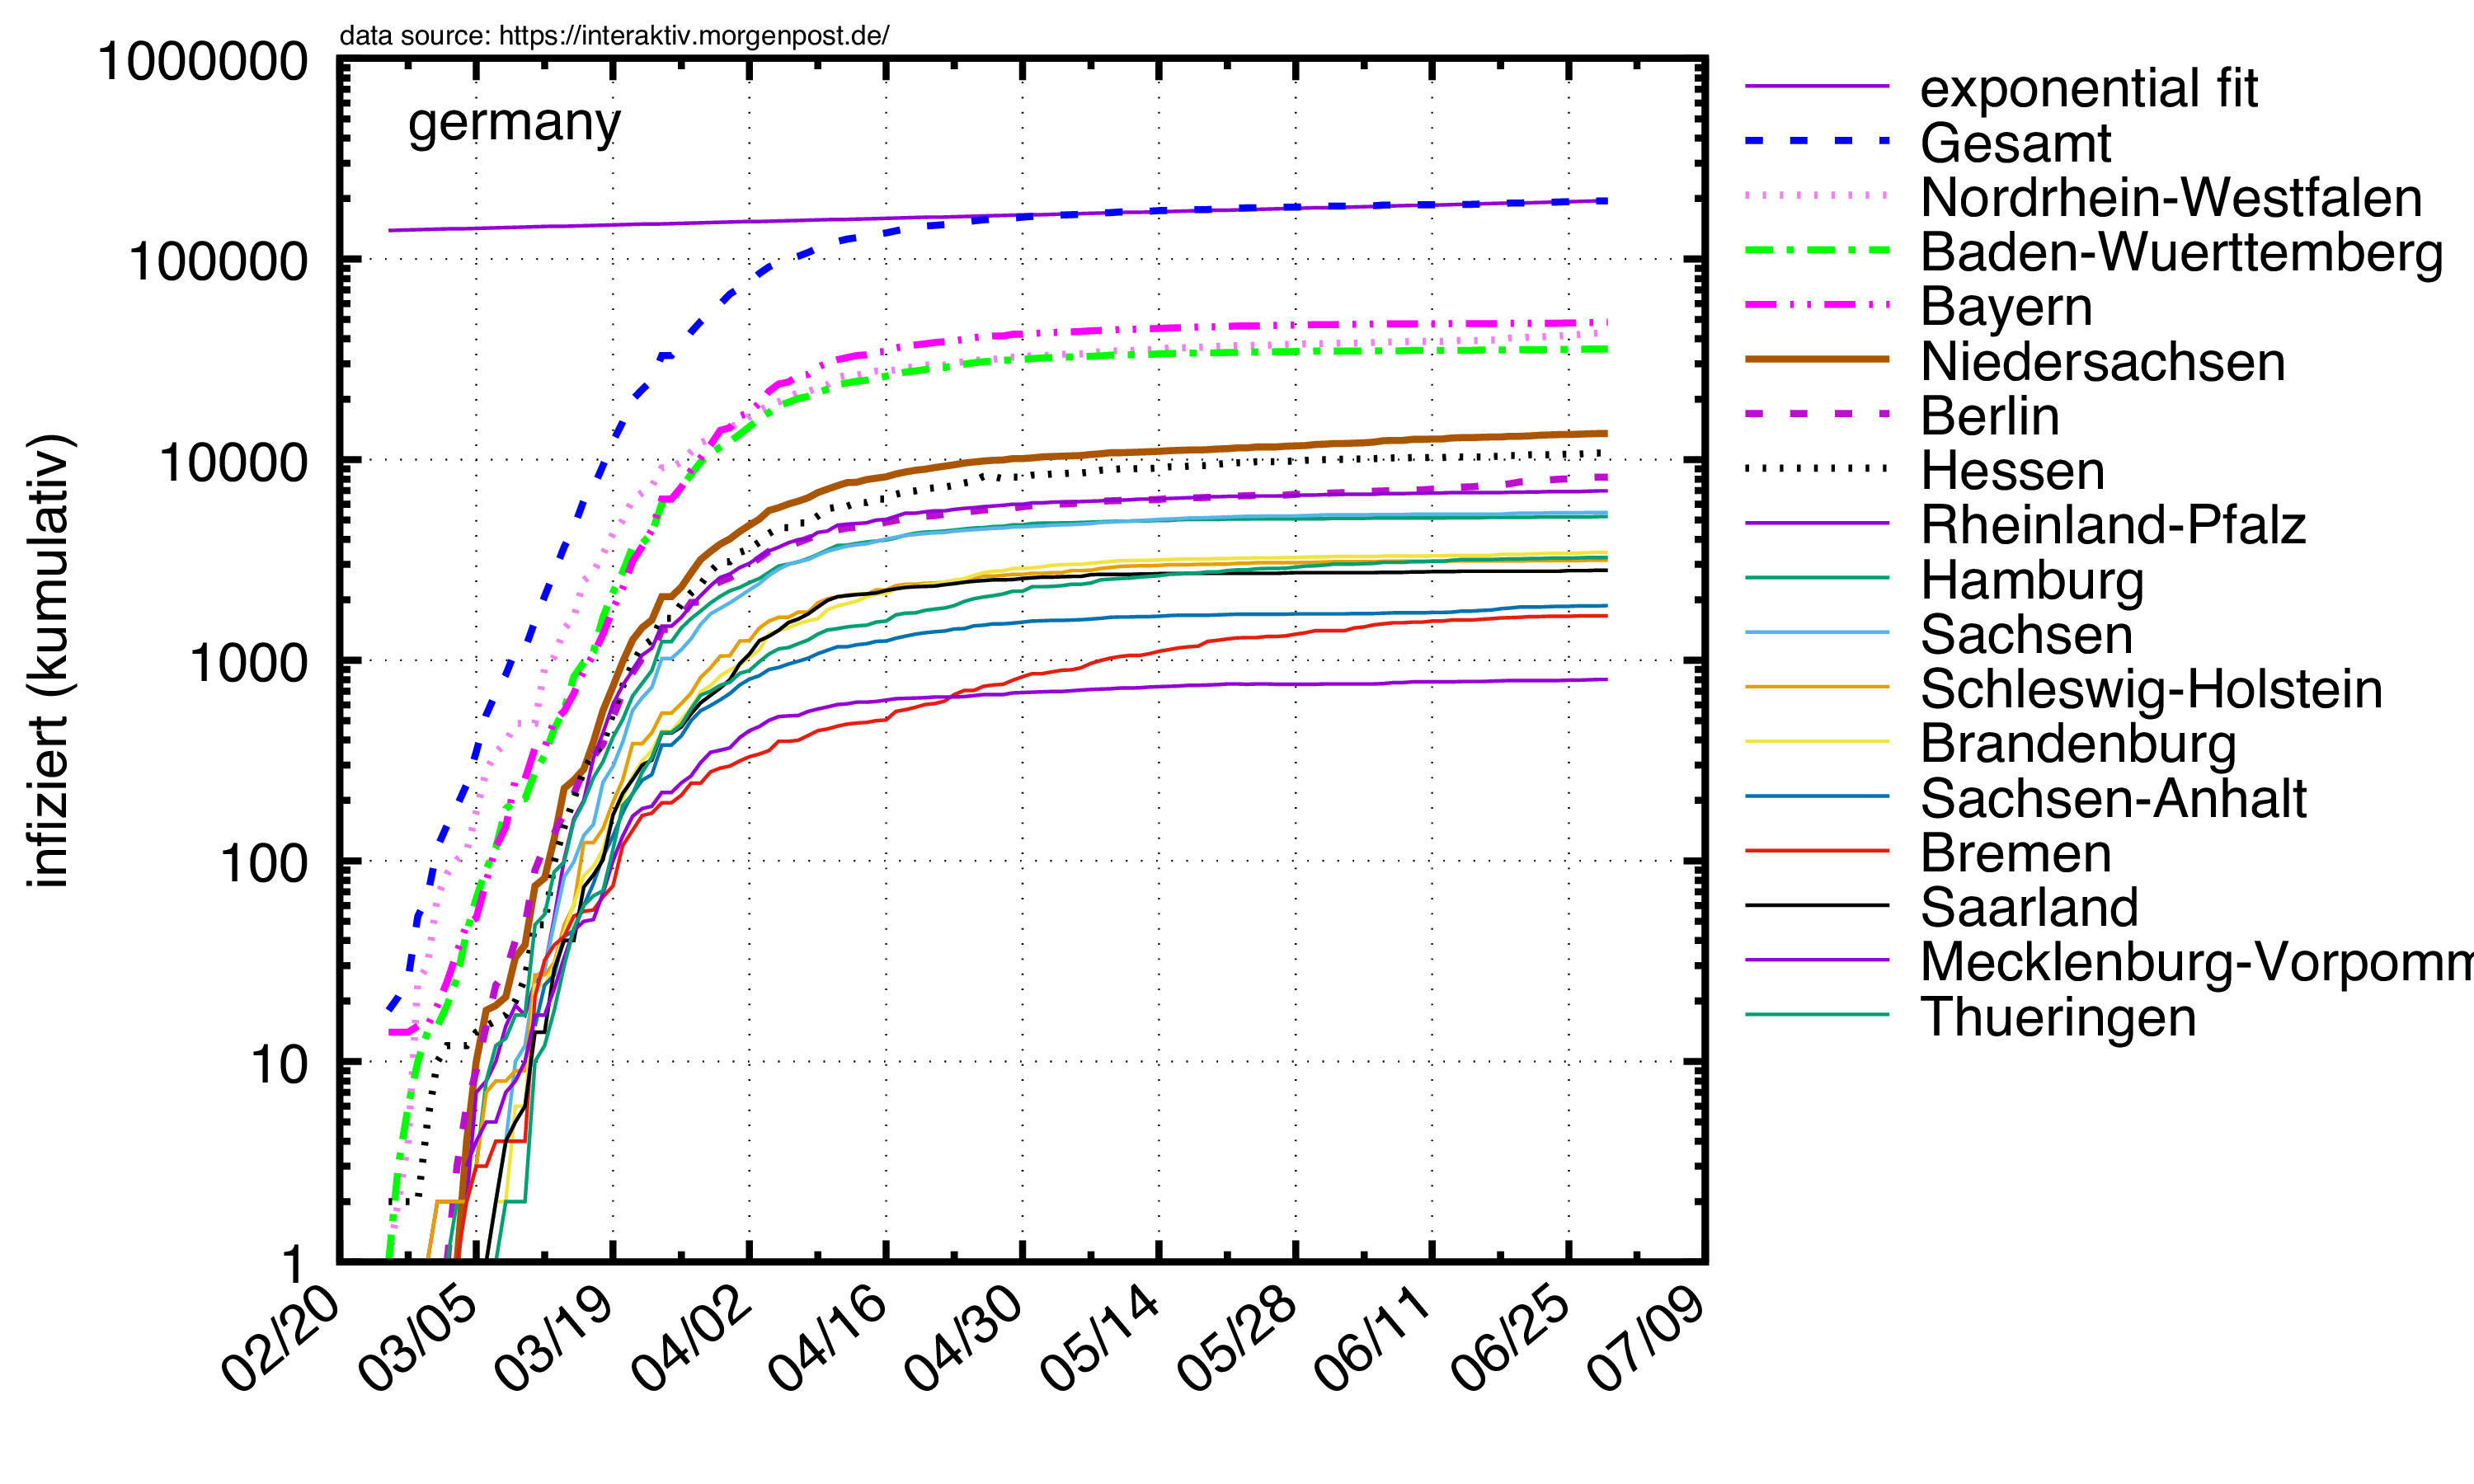 data source: https://interaktiv.morgenpost.de/
germany
infiziert (kumulativ)
1000000
100000
10000
1000
100
10
1
02/20
03/05
03/19
04/02
04/16
04/30
05/14
05/28
06/11
06/25
07/09
exponential fit
Gesamt
Nordrhein-Westfalen
Baden-Wuerttemberg
Bayern
Niedersachsen
Berlin
Hessen
Rheinland-Pfalz
Hamburg
Sachsen
Schleswig-Holstein
Brandenburg
Sachsen-Anhalt
Bremen
Saarland
Mecklenburg-Vorpomm
Thueringen